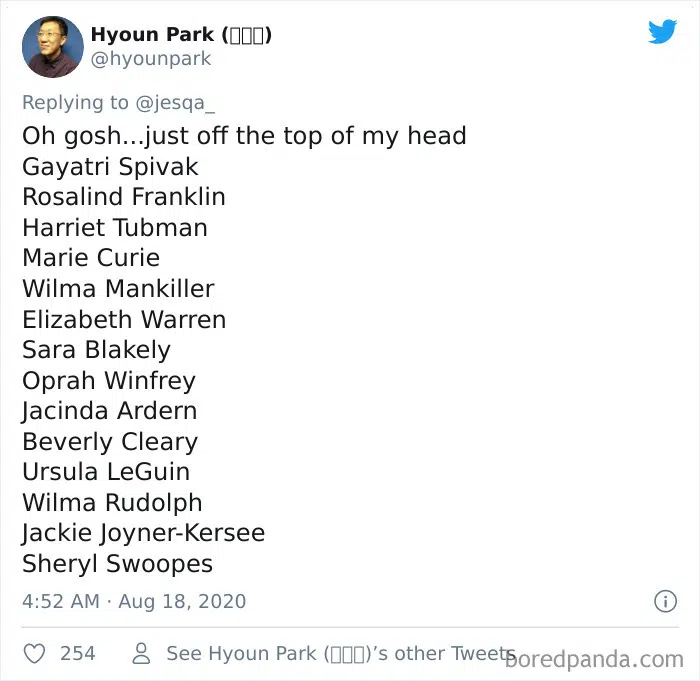 Hyoun Park (□□□)
@hyounpark
Replying to @jesqa_
Oh gosh...just off the top of my head
Gayatri Spivak
Rosalind Franklin
Harriet Tubman
Marie Curie
Wilma Mankiller
Elizabeth Warren
Sara Blakely
Oprah Winfrey
Jacinda Ardern
Beverly Cleary
Ursula LeGuin
Wilma Rudolph
Jackie Joyner-Kersee
Sheryl Swoopes
4:52 AM · Aug 18, 2020
254 See Hyoun Park (□□□)’s other Tweets
boredpanda.com